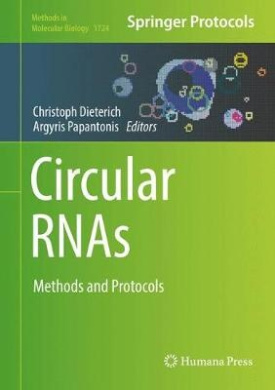 Methods in
Molecular Biology 1724
Springer Protocols
Christoph Dieterich
Argyris Papantonis Editors
Circular
RNAs
Methods and Protocols
Humana Press